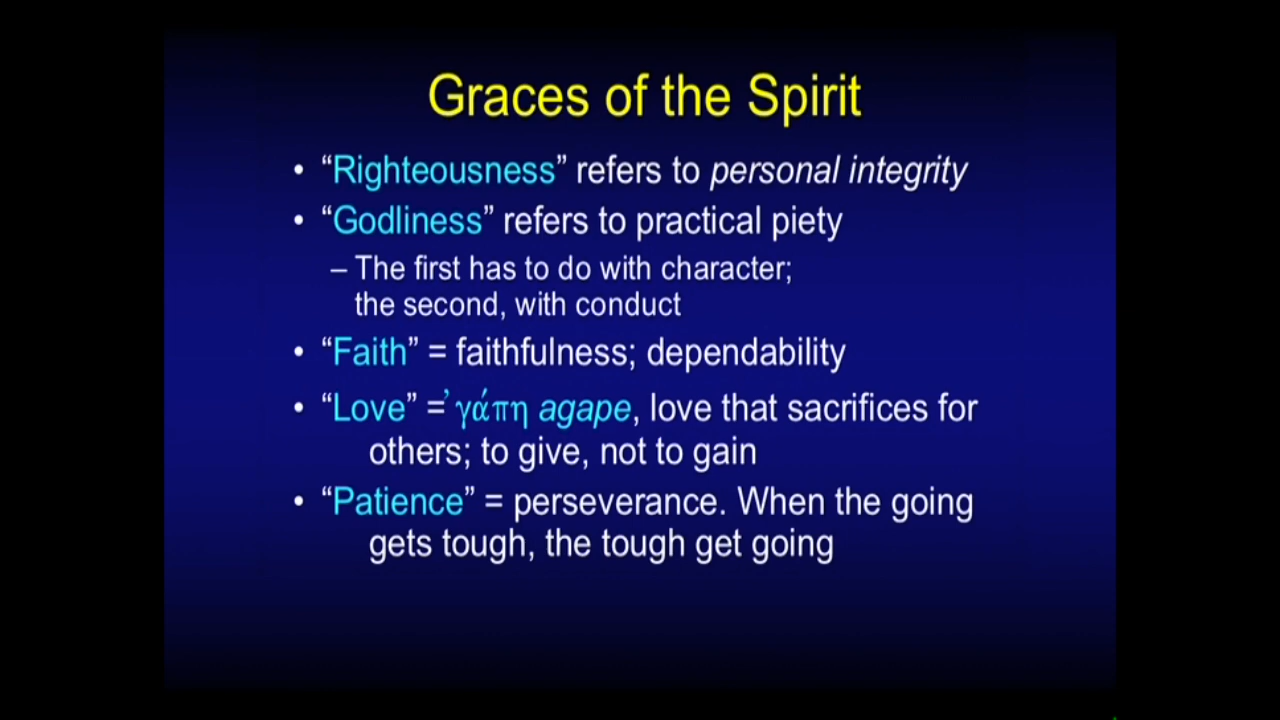 Graces of the Spirit
• “Righteousness” refers to personal integrity
• “Godliness” refers to practical piety
– The first has to do with character;
the second, with conduct
• “Faith” = faithfulness; dependability
• “Love” = ̓γάπη agape, love that sacrifices for
others; to give, not to gain
• “Patience” = perseverance. When the going
gets tough, the tough get going